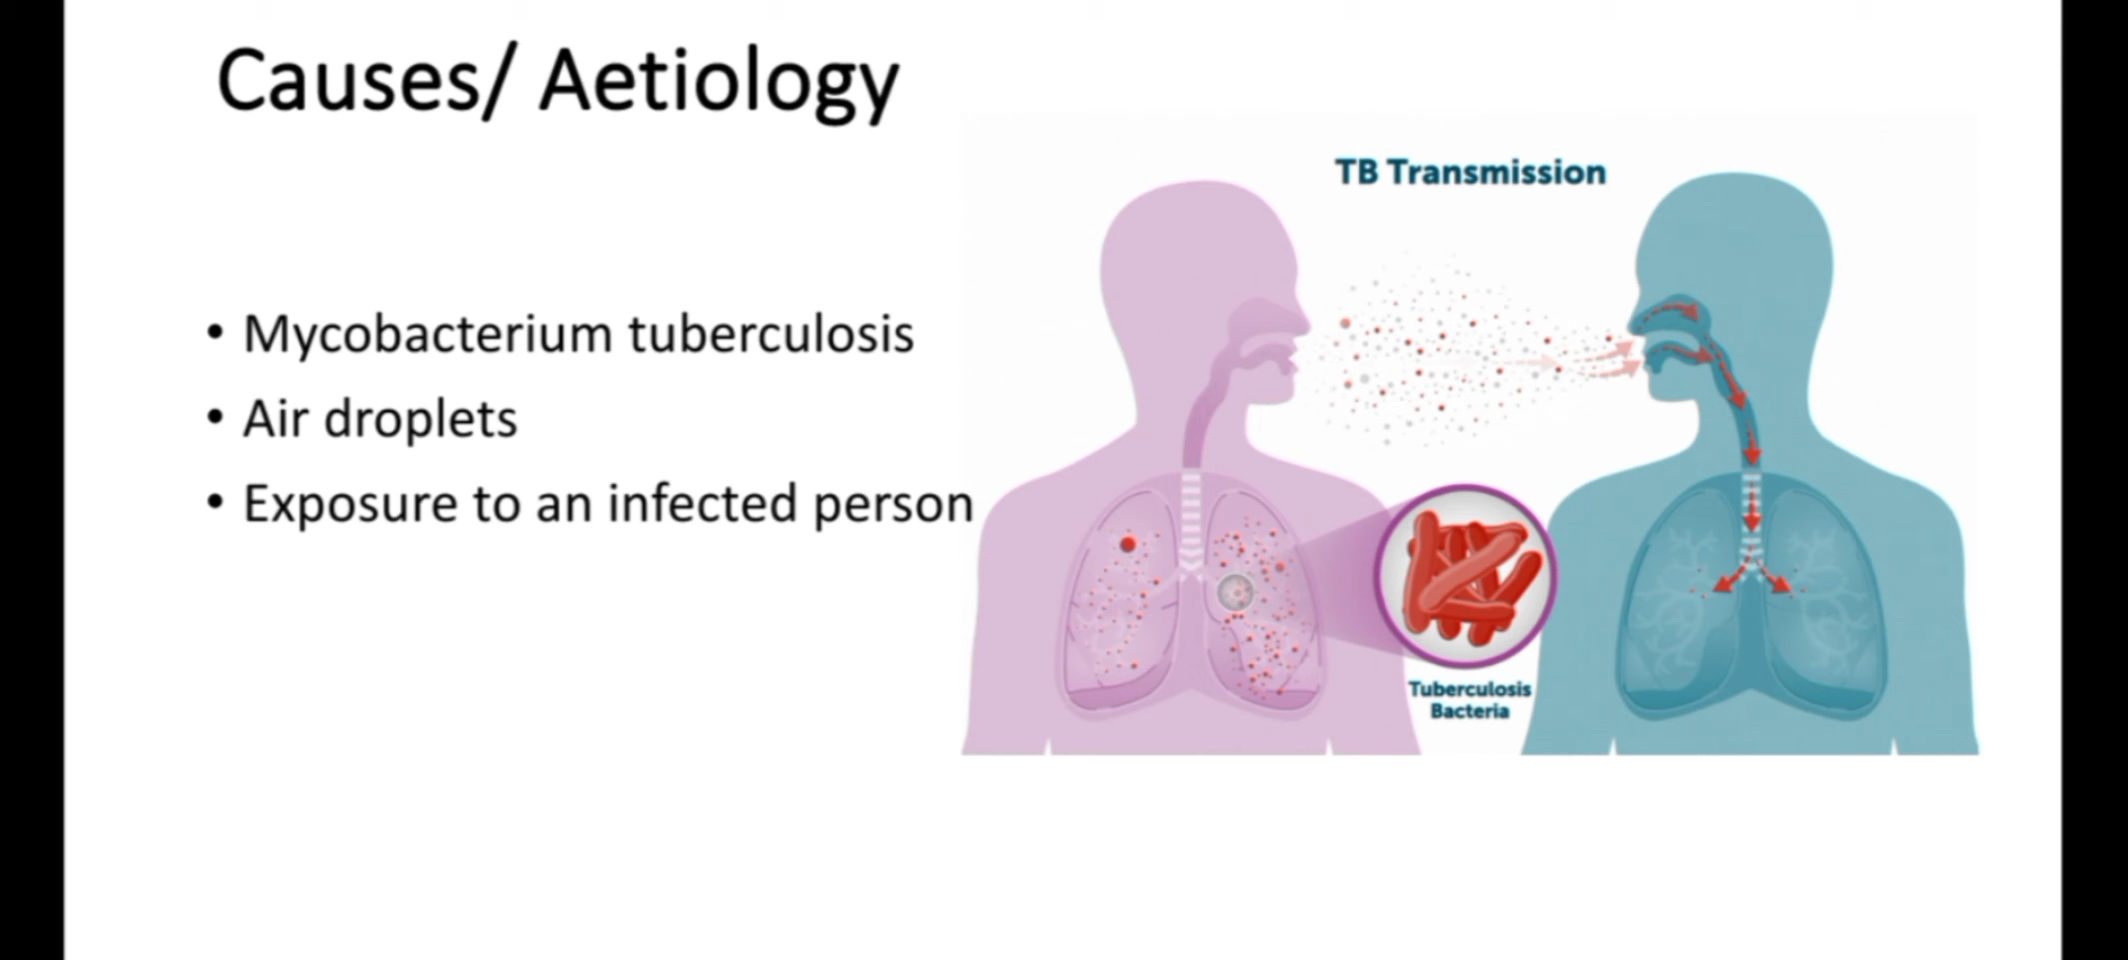 Causes/ Aetiology
TB Transmission
• Mycobacterium tuberculosis
• Air droplets
• Exposure to an infected person
Tuberculosis
Bacteria